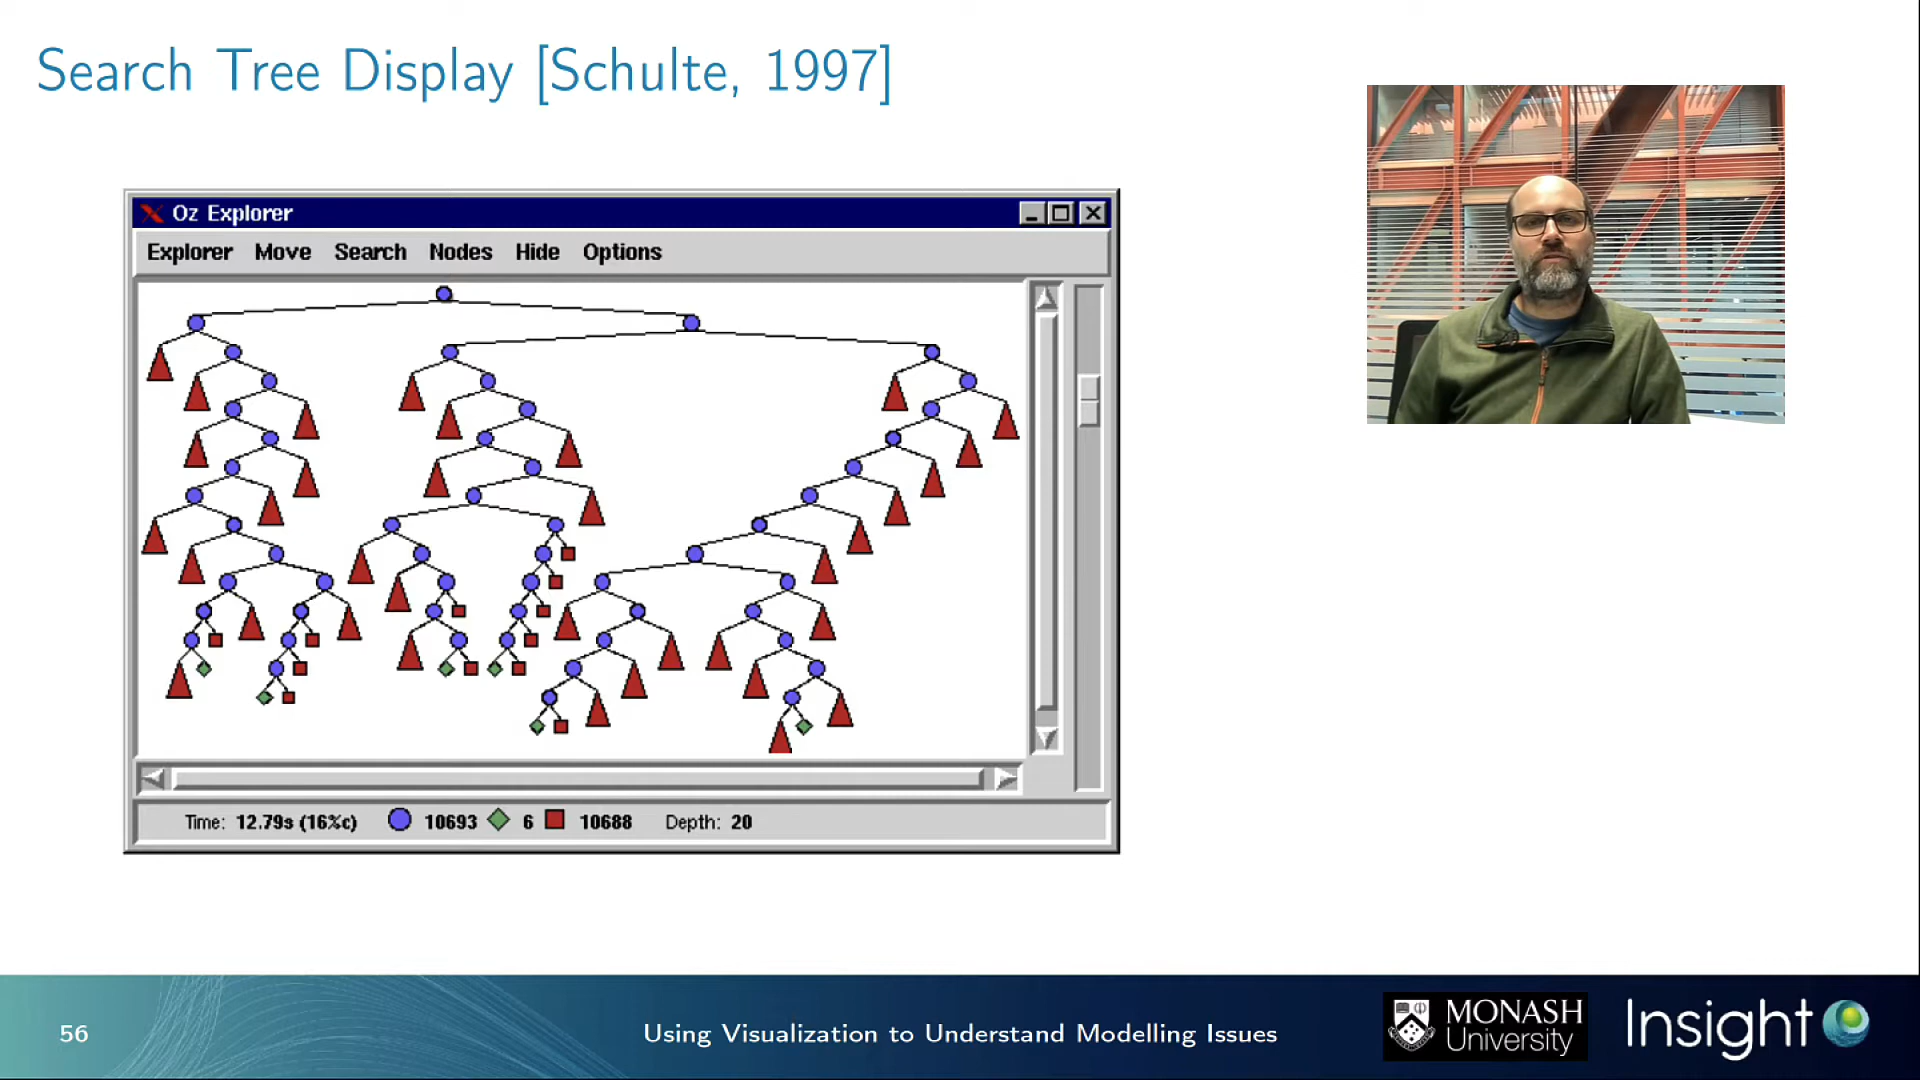 Search Tree Display [Schulte, 1997]
Oz Explorer
Explorer Move Search Nodes Hide Options
Time: 12.79s (16%c) 10693 6 10688 Depth: 20
56
Using Visualization to Understand Modelling Issues
MONASH
University
Insight